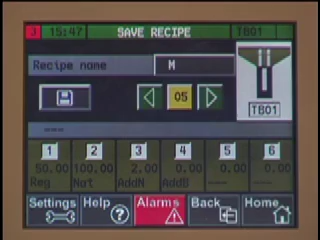 J 15:47 SAVE RECIPE TB01
Recipe name M
05
TB01
1 2 3 4 5 6
50.00 100.00 2.00 0.00 0.00 0.00
Reg Nat AddN AddB
Settings Help Alarms Back Home